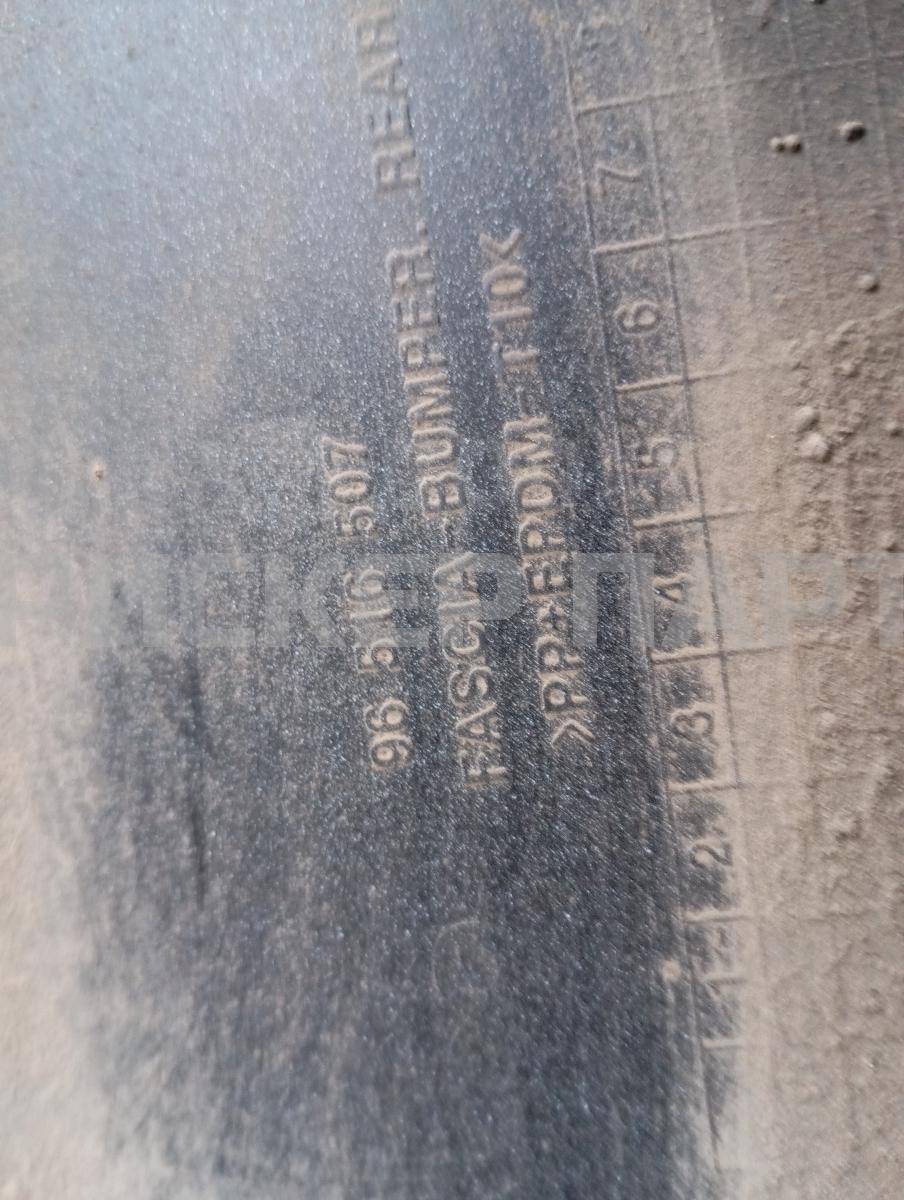 96 516 507
FASCIA-BUMPER. REAR
>PP+EPDM-T10<
1 2 3 4 5 6 7